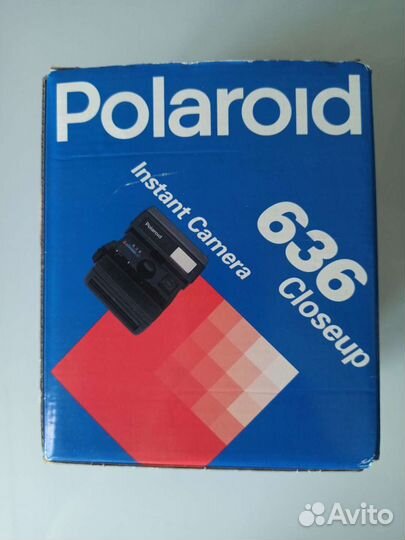 Polaroid
Instant Camera
636
Closeup
Polaroid
Avito